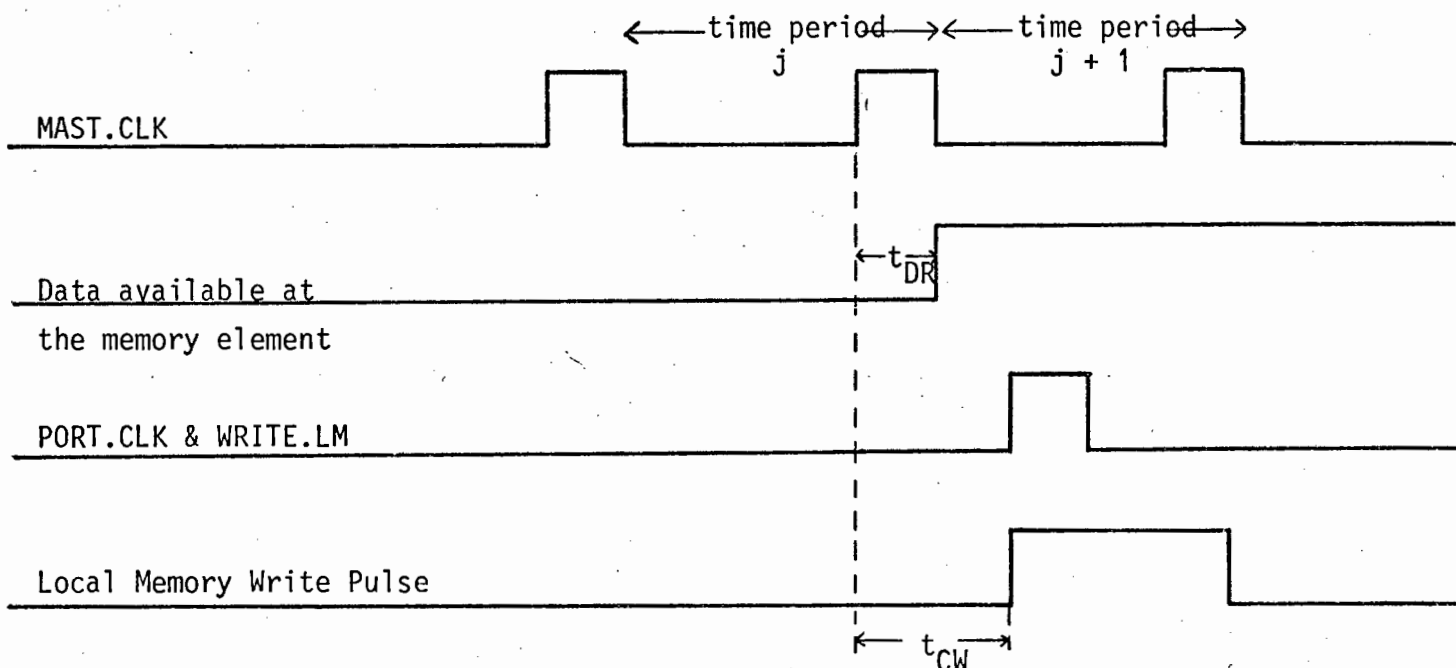 time period
j
time period
j + 1
MAST.CLK
tDR
Data available at
the memory element
PORT.CLK & WRITE.LM
Local Memory Write Pulse
tCW